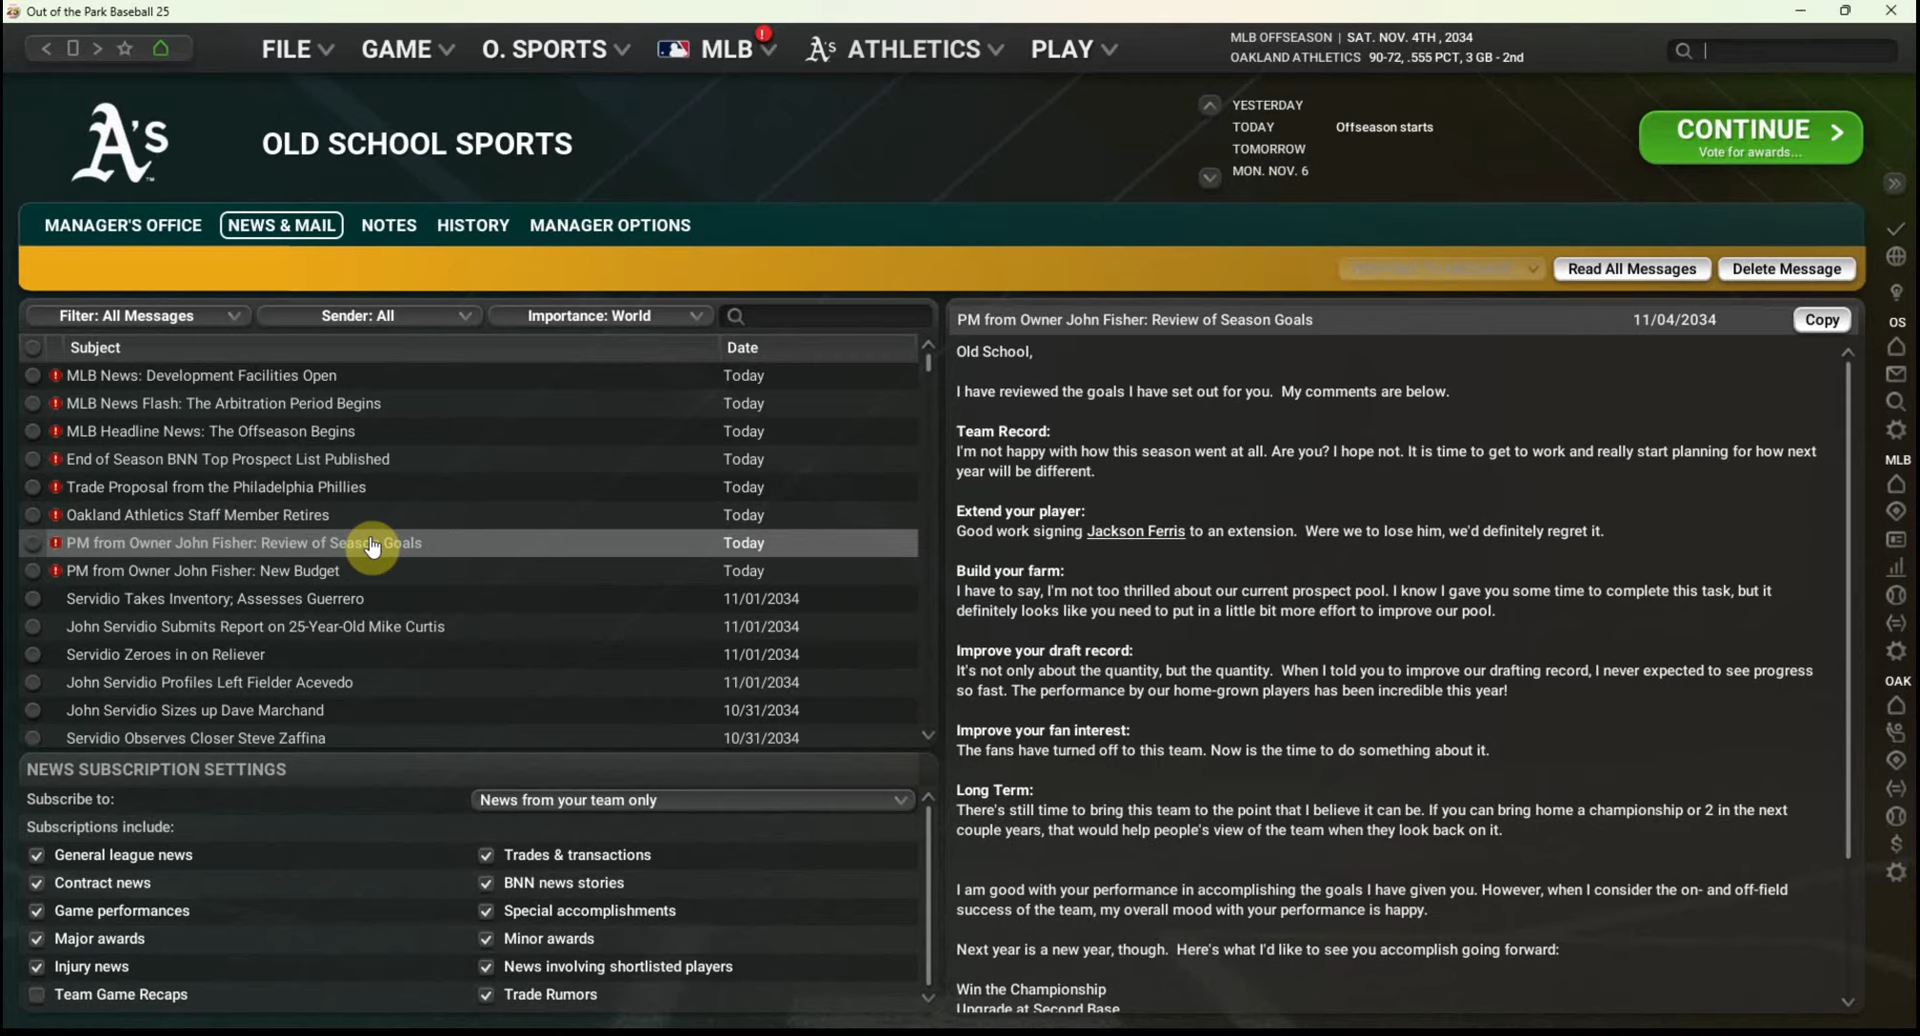 Out of the Park Baseball 25
FILE GAME O. SPORTS MLB A's ATHLETICS PLAY
MLB OFFSEASON | SAT. NOV. 4TH, 2034
OAKLAND ATHLETICS 90-72, .555 PCT, 3 GB - 2nd
A's
OLD SCHOOL SPORTS
YESTERDAY
TODAY Offseason starts
TOMORROW
MON. NOV. 6
CONTINUE
Vote for awards...
MANAGER'S OFFICE NEWS & MAIL NOTES HISTORY MANAGER OPTIONS
Read All Messages Delete Message
Filter: All Messages Sender: All Importance: World
Subject Date
MLB News: Development Facilities Open Today
MLB News Flash: The Arbitration Period Begins Today
MLB Headline News: The Offseason Begins Today
End of Season BNN Top Prospect List Published Today
Trade Proposal from the Philadelphia Phillies Today
Oakland Athletics Staff Member Retires Today
PM from Owner John Fisher: Review of Season Goals Today
PM from Owner John Fisher: New Budget Today
Servidio Takes Inventory; Assesses Guerrero 11/01/2034
John Servidio Submits Report on 25-Year-Old Mike Curtis 11/01/2034
Servidio Zeroes in on Reliever 11/01/2034
John Servidio Profiles Left Fielder Acevedo 11/01/2034
John Servidio Sizes up Dave Marchand 10/31/2034
Servidio Observes Closer Steve Zaffina 10/31/2034
NEWS SUBSCRIPTION SETTINGS
Subscribe to: News from your team only
Subscriptions include:
General league news Trades & transactions
Contract news BNN news stories
Game performances Special accomplishments
Major awards Minor awards
Injury news News involving shortlisted players
Team Game Recaps Trade Rumors
PM from Owner John Fisher: Review of Season Goals 11/04/2034 Copy
Old School,
I have reviewed the goals I have set out for you. My comments are below.
Team Record:
I'm not happy with how this season went at all. Are you? I hope not. It is time to get to work and really start planning for how next
year will be different.
Extend your player:
Good work signing Jackson Ferris to an extension. Were we to lose him, we'd definitely regret it.
Build your farm:
I have to say, I'm not too thrilled about our current prospect pool. I know I gave you some time to complete this task, but it
definitely looks like you need to put in a little bit more effort to improve our pool.
Improve your draft record:
It's not only about the quantity, but the quantity. When I told you to improve our drafting record, I never expected to see progress
so fast. The performance by our home-grown players has been incredible this year!
Improve your fan interest:
The fans have turned off to this team. Now is the time to do something about it.
Long Term:
There's still time to bring this team to the point that I believe it can be. If you can bring home a championship or 2 in the next
couple years, that would help people's view of the team when they look back on it.
I am good with your performance in accomplishing the goals I have given you. However, when I consider the on- and off-field
success of the team, my overall mood with your performance is happy.
Next year is a new year, though. Here's what I'd like to see you accomplish going forward:
Win the Championship
Upgrade at Second Base
OS
MLB
OAK